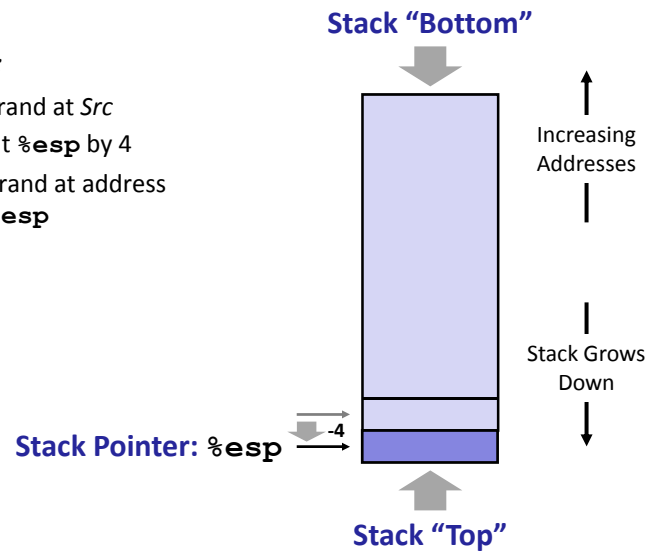 Stack “Bottom”
rand at Src
t %esp by 4
rand at address
esp
Increasing
Addresses
Stack Grows
Down
-4
Stack Pointer: %esp
Stack “Top”